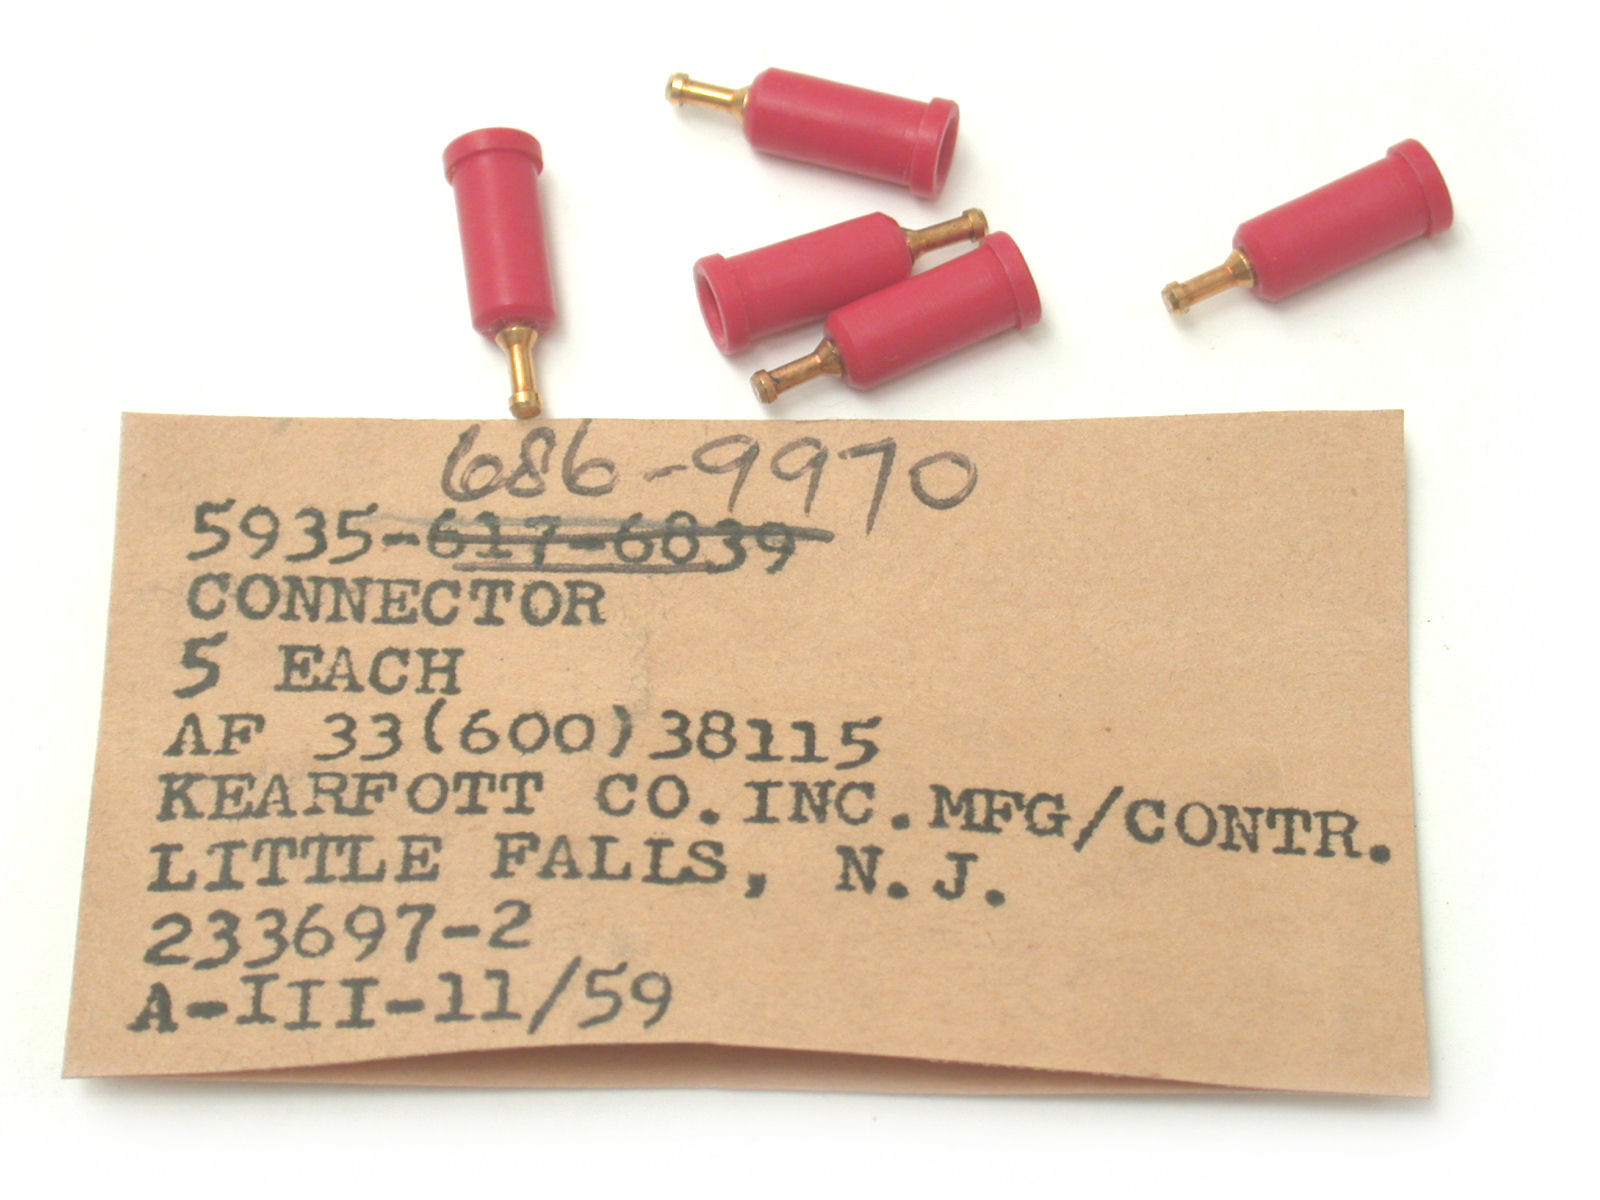 686-9970
5935-617-6839
CONNECTOR
5 EACH
AF 33(600)38115
KEARFOTT CO.INC.MFG/CONTR.
LITTLE FALLS, N.J.
233697-2
A-III-11/59